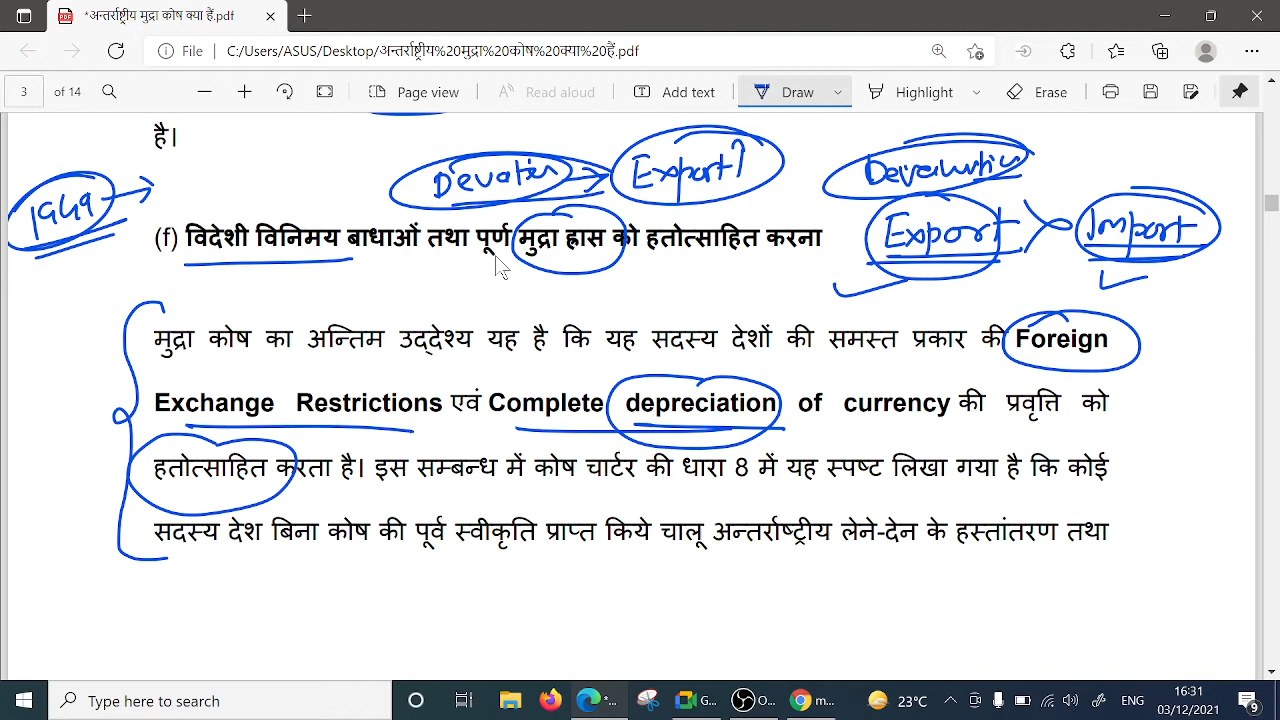 *अन्तर्राष्ट्रीय मुद्रा कोष क्या हैं.pdf
File C:/Users/ASUS/Desktop/अन्तर्राष्ट्रीय%20मुद्रा%20कोष%20क्या%20हैं.pdf
3 of 14 Page view Read aloud Add text Draw Highlight Erase
है।
Export↑
1949 →
(f) विदेशी विनिमय बाधाओं तथा पूर्ण मुद्रा ह्रास को हतोत्साहित करना
Export > Import
मुद्रा कोष का अन्तिम उद्देश्य यह है कि यह सदस्य देशों की समस्त प्रकार की Foreign
Exchange Restrictions एवं Complete depreciation of currency की प्रवृति को
हतोत्साहित करता है। इस सम्बन्ध में कोष चार्टर की धारा 8 में यह स्पष्ट लिखा गया है कि कोई
सदस्य देश बिना कोष की पूर्व स्वीकृति प्राप्त किये चालू अन्तर्राष्ट्रीय लेने-देन के हस्तांतरण तथा
Type here to search
*... G... O... m... 23°C ENG 16:31
03/12/2021 9